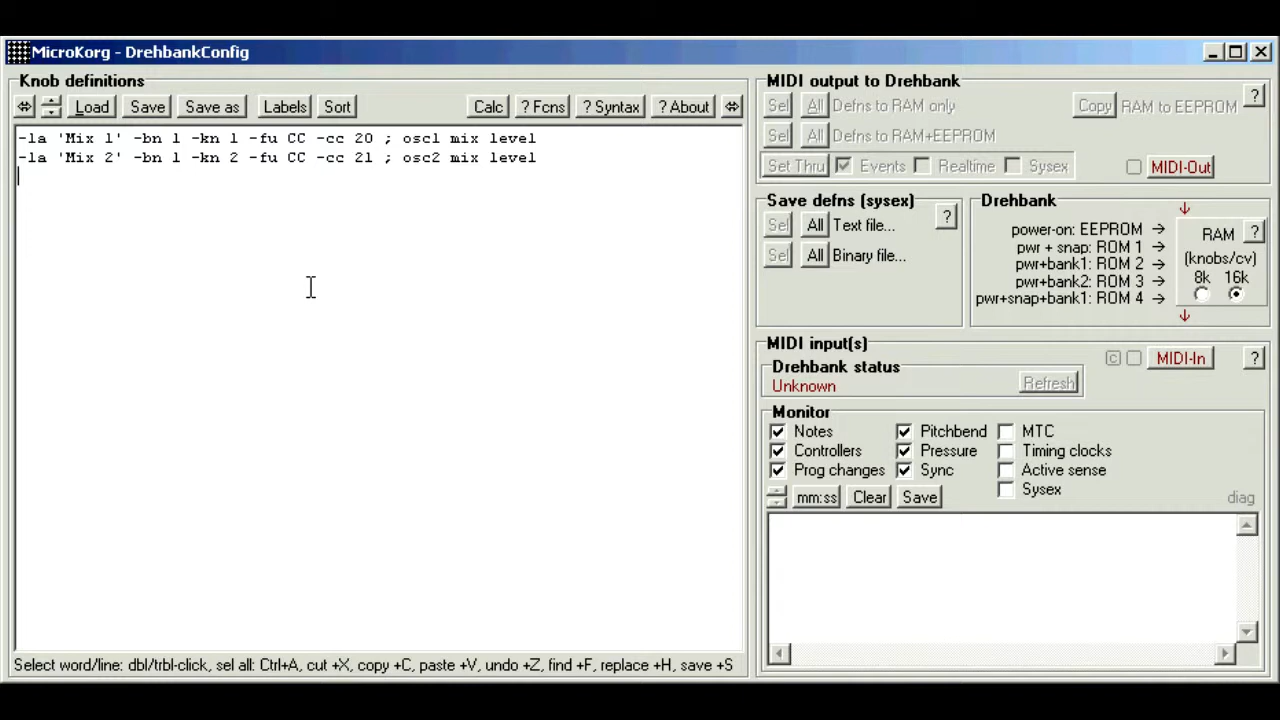 MicroKorg - DrehbankConfig
Knob definitions
Load Save Save as Labels Sort Calc ? Fcns ? Syntax ? About
-la 'Mix 1' -bn 1 -kn 1 -fu CC -cc 20 ; osc1 mix level
-la 'Mix 2' -bn 1 -kn 2 -fu CC -cc 21 ; osc2 mix level
Select word/line: dbl/trbl-click, sel all: Ctrl+A, cut +X, copy +C, paste +V, undo +Z, find +F, replace +H, save +S
MIDI output to Drehbank
Sel All Defns to RAM only Copy RAM to EEPROM ?
Sel All Defns to RAM+EEPROM
Set Thru Events Realtime Sysex MIDI-Out
Save defns (sysex)
Sel All Text file... ?
Sel All Binary file...
Drehbank
power-on: EEPROM →
pwr + snap: ROM 1 →
pwr+bank1: ROM 2 →
pwr+bank2: ROM 3 →
pwr+snap+bank1: ROM 4 →
↓
RAM ?
(knobs/cv)
8k 16k
↓
MIDI input(s)
C MIDI-In ?
Drehbank status
Unknown Refresh
Monitor
Notes Pitchbend MTC
Controllers Pressure Timing clocks
Prog changes Sync Active sense
Sysex
mm:ss Clear Save diag